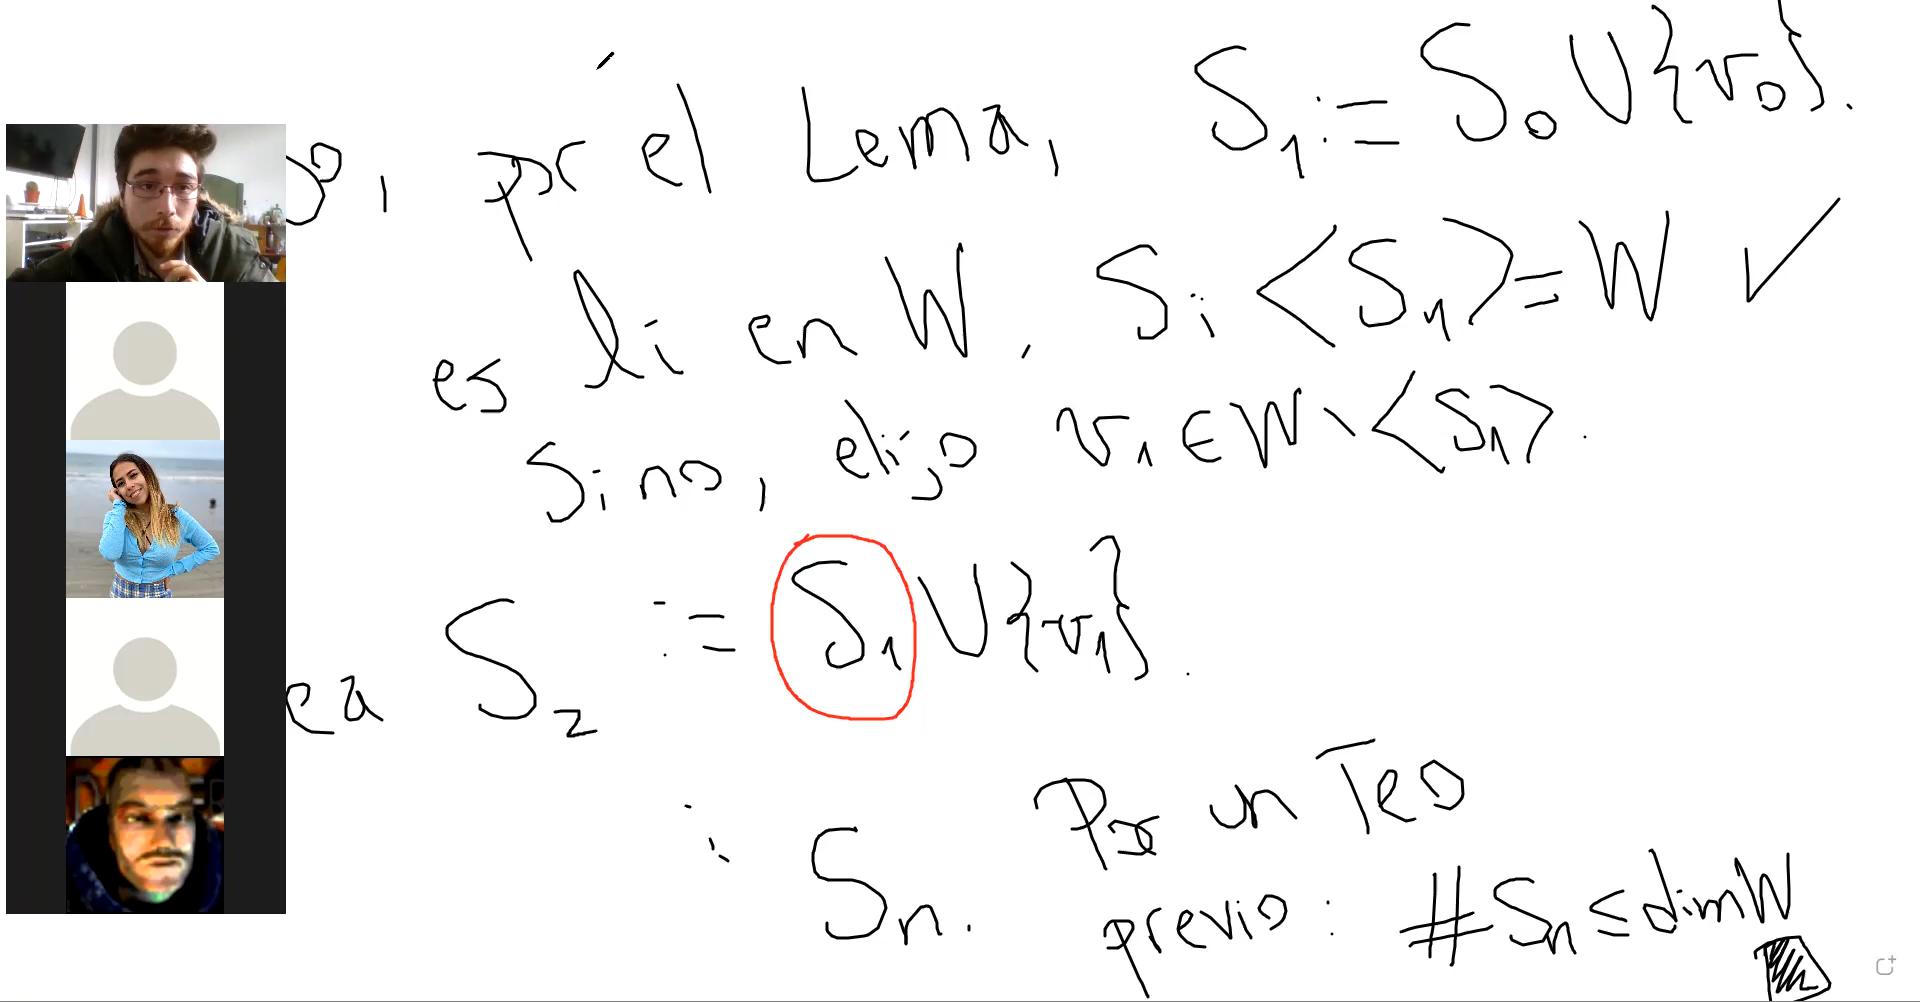 , por el Lema, S₁ := S₀ ∪ {v₀}.
es li en W. Si <S₁> = W ✓
Sino, elijo v₁ ∈ W \ <S₁>.
ea S₂ := S₁ ∪ {v₁}.
⋱ Sn. Por un Teo
previo: #Sn ≤ dim W